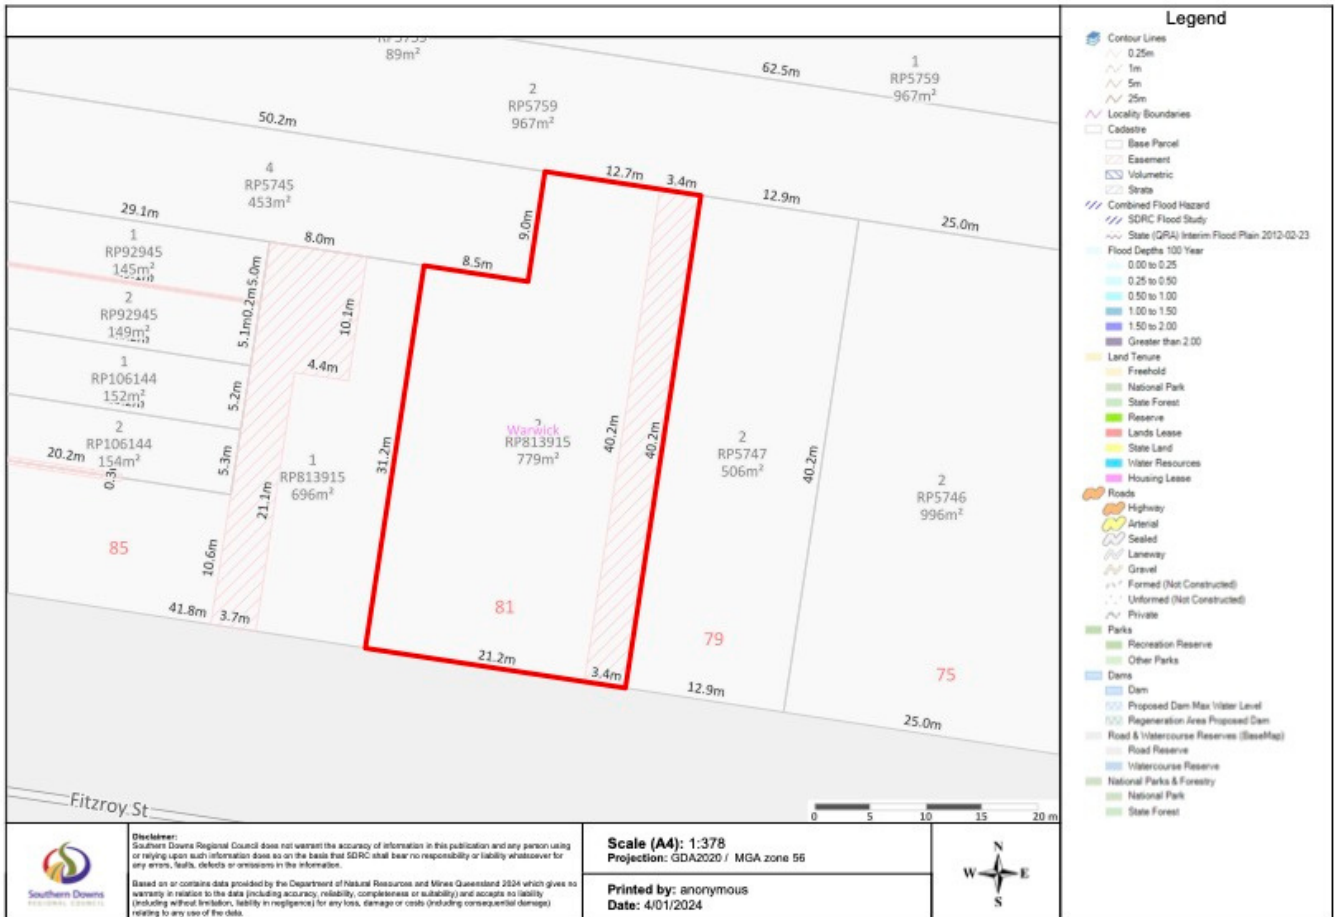 Legend
Contour Lines
0.25m
1m
5m
25m
Locality Boundaries
Cadastre
Base Parcel
Easement
Volumetric
Strata
Combined Flood Hazard
SDRC Flood Study
State (QRA) Interim Flood Plain 2012-02-23
Flood Depths 100 Year
0.00 to 0.25
0.25 to 0.50
0.50 to 1.00
1.00 to 1.50
1.50 to 2.00
Greater than 2.00
Land Tenure
Freehold
National Park
State Forest
Reserve
Lands Lease
State Land
Water Resources
Housing Lease
Roads
Highway
Arterial
Sealed
Laneway
Gravel
Formed (Not Constructed)
Unformed (Not Constructed)
Private
Parks
Recreation Reserve
Other Parks
Dams
Dam
Proposed Dam Max Water Level
Regeneration Area Proposed Dam
Road & Watercourse Reserves (BaseMap)
Road Reserve
Watercourse Reserve
National Parks & Forestry
National Park
State Forest
89m²
62.5m
1
RP5759
967m²
2
RP5759
967m²
50.2m
4
RP5745
453m²
12.7m
3.4m
12.9m
25.0m
29.1m
8.0m
8.5m
9.0m
1
RP92945
145m²
5.0m
0.2m
5.1m
2
RP92945
149m²
10.1m
4.4m
1
RP106144
152m²
5.2m
2
RP106144
154m²
20.2m
0.3m
5.3m
1
RP813915
696m²
21.1m
31.2m
2
Warwick
RP813915
779m²
40.2m
40.2m
2
RP5747
506m²
40.2m
2
RP5746
996m²
85
10.6m
41.8m
3.7m
81
21.2m
3.4m
79
12.9m
75
25.0m
Fitzroy St
0 5 10 15 20 m
Southern Downs
REGIONAL COUNCIL
Disclaimer:
Southern Downs Regional Council does not warrant the accuracy of information in this publication and any person using
or relying upon such information does so on the basis that SDRC shall bear no responsibility or liability whatsoever for
any errors, faults, defects or omissions in the information.
Based on or contains data provided by the Department of Natural Resources and Mines Queensland 2024 which gives no
warranty in relation to the data (including accuracy, reliability, completeness or suitability) and accepts no liability
(including without limitation, liability in negligence) for any loss, damage or costs (including consequential damage)
relating to any use of the data.
Scale (A4): 1:378
Projection: GDA2020 / MGA zone 56
Printed by: anonymous
Date: 4/01/2024
N
W E
S